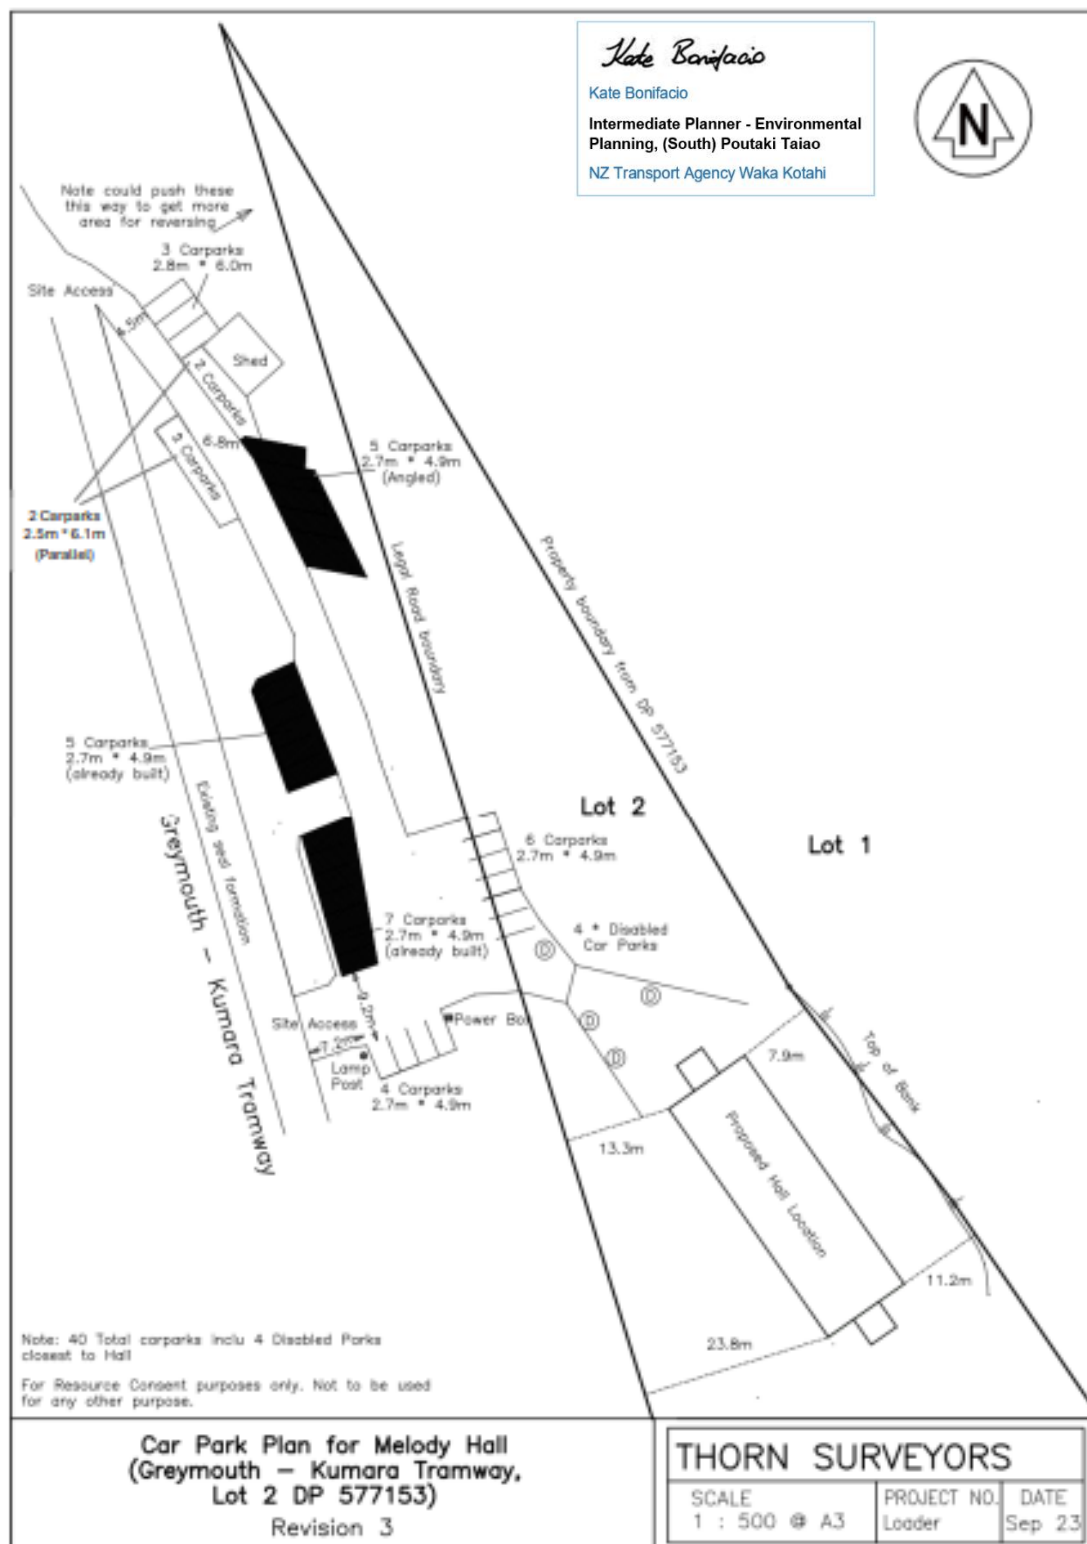 Kate Bonifacio
Kate Bonifacio
Intermediate Planner - Environmental
Planning, (South) Poutaki Taiao
NZ Transport Agency Waka Kotahi
N
Note could push these
this way to get more
area for reversing
3 Carparks
2.8m * 6.0m
Site Access
Shed
2 Carparks
6.8m
3 Carparks
5 Carparks
2.7m * 4.9m
(Angled)
2 Carparks
2.5m * 6.1m
(Parallel)
Legal Road boundary
Property boundary from DP 577153
5 Carparks
2.7m * 4.9m
(already built)
Existing seal formation
Greymouth – Kumara Tramway
Lot 2
Lot 1
6 Carparks
2.7m * 4.9m
7 Carparks
2.7m * 4.9m
(already built)
4 * Disabled
Car Parks
D
D
D
D
9.2m
Site Access
7.2m
Power Box
Lamp
Post
4 Carparks
2.7m * 4.9m
7.9m
Top of Bank
13.3m
Proposed Hall Location
11.2m
23.8m
Note: 40 Total carparks inclu 4 Disabled Parks
closest to Hall
For Resource Consent purposes only. Not to be used
for any other purpose.
Car Park Plan for Melody Hall
(Greymouth – Kumara Tramway,
Lot 2 DP 577153)
Revision 3
THORN SURVEYORS
SCALE
1 : 500 @ A3
PROJECT NO.
Loader
DATE
Sep 23